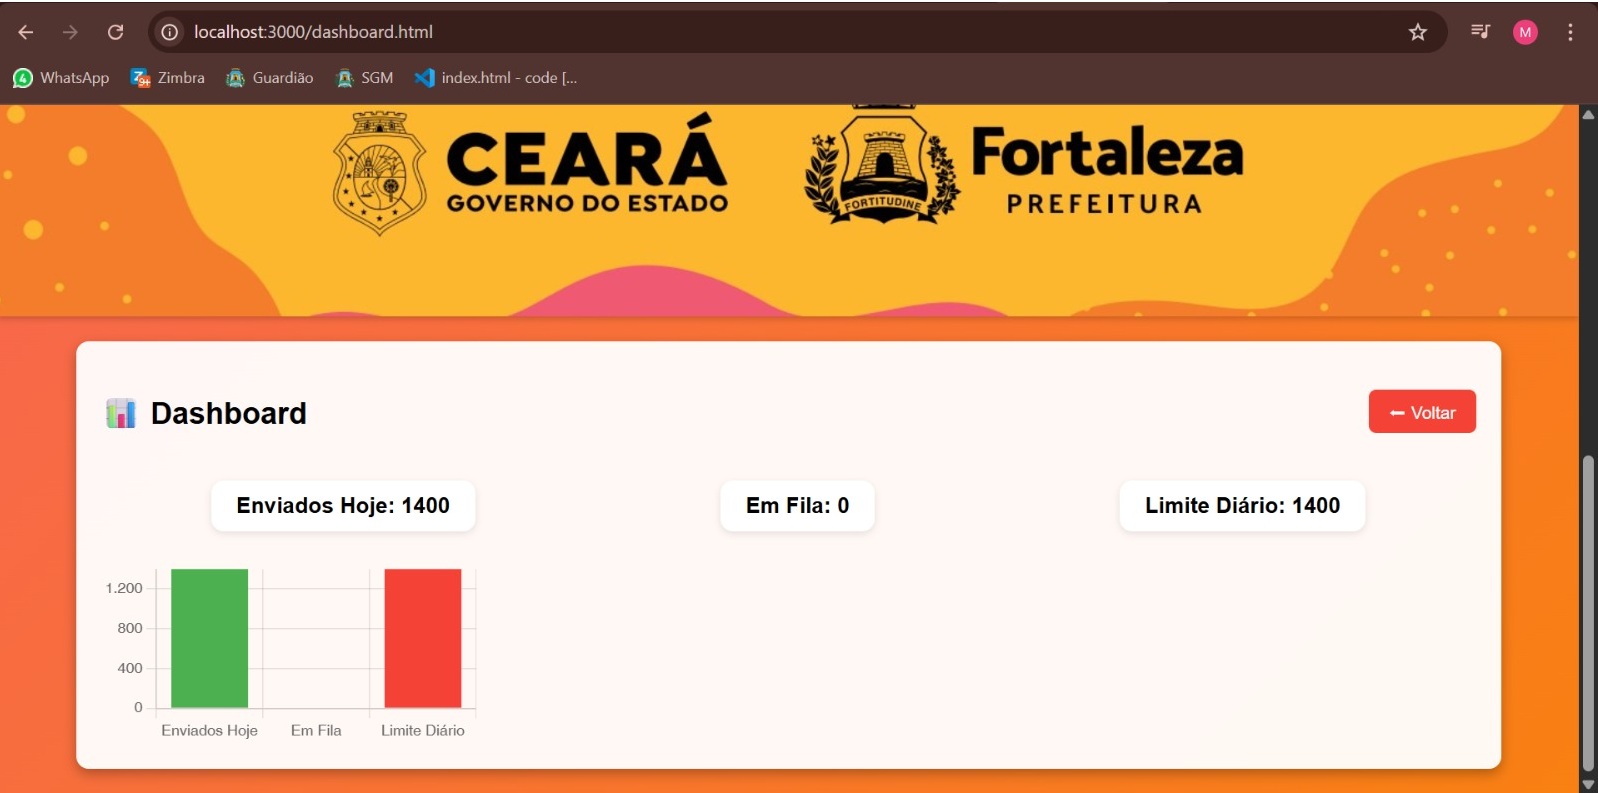 localhost:3000/dashboard.html
M
WhatsApp
Zimbra
Guardião
SGM
index.html - code [...
CEARÁ
GOVERNO DO ESTADO
FORTITUDINE
Fortaleza
PREFEITURA
Dashboard
Voltar
Enviados Hoje: 1400
Em Fila: 0
Limite Diário: 1400
1.200
800
400
0
Enviados Hoje
Em Fila
Limite Diário